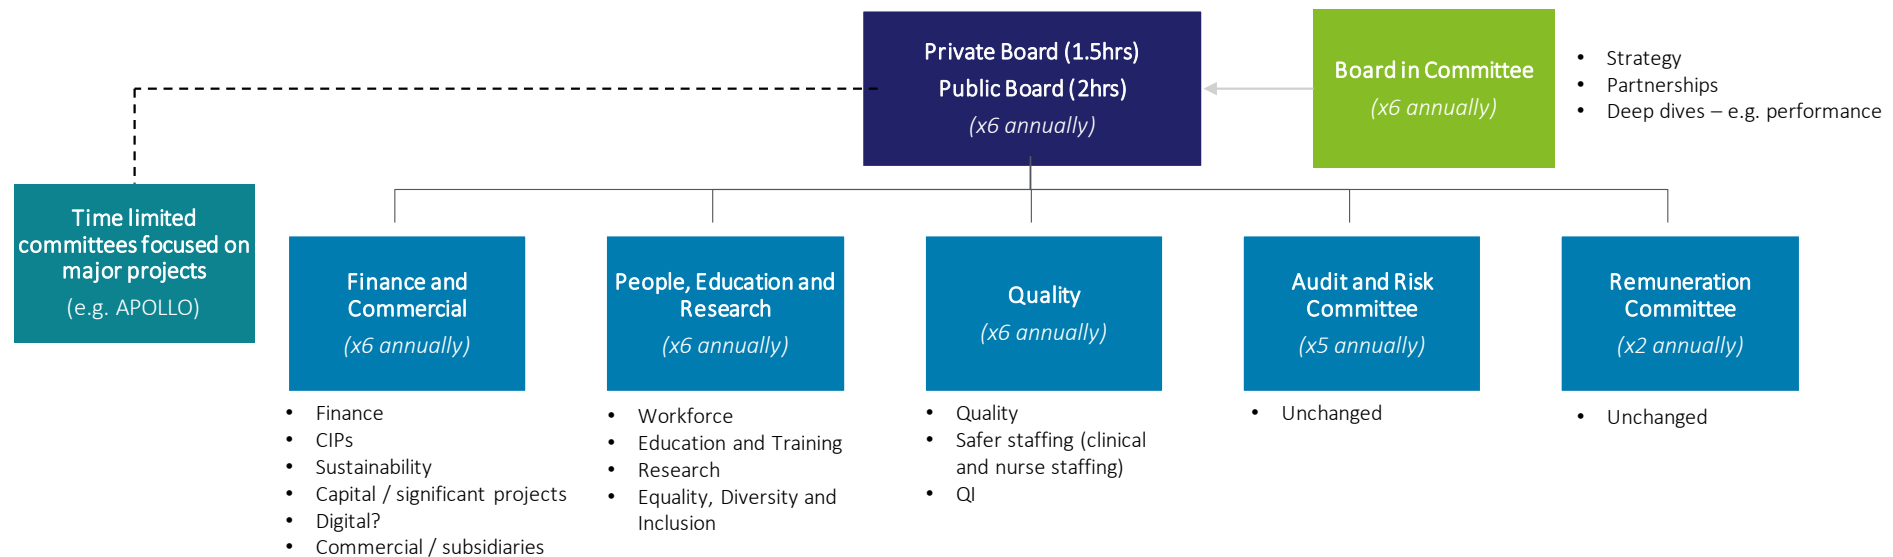 Private Board (1.5hrs)
Public Board (2hrs)
(x6 annually)
Board in Committee
(x6 annually)
• Strategy
• Partnerships
• Deep dives – e.g. performance
Time limited
committees focused on
major projects
(e.g. APOLLO)
Finance and
Commercial
(x6 annually)
• Finance
• CIPs
• Sustainability
• Capital / significant projects
• Digital?
• Commercial / subsidiaries
People, Education and
Research
(x6 annually)
• Workforce
• Education and Training
• Research
• Equality, Diversity and
Inclusion
Quality
(x6 annually)
• Quality
• Safer staffing (clinical
and nurse staffing)
• QI
Audit and Risk
Committee
(x5 annually)
• Unchanged
Remuneration
Committee
(x2 annually)
• Unchanged